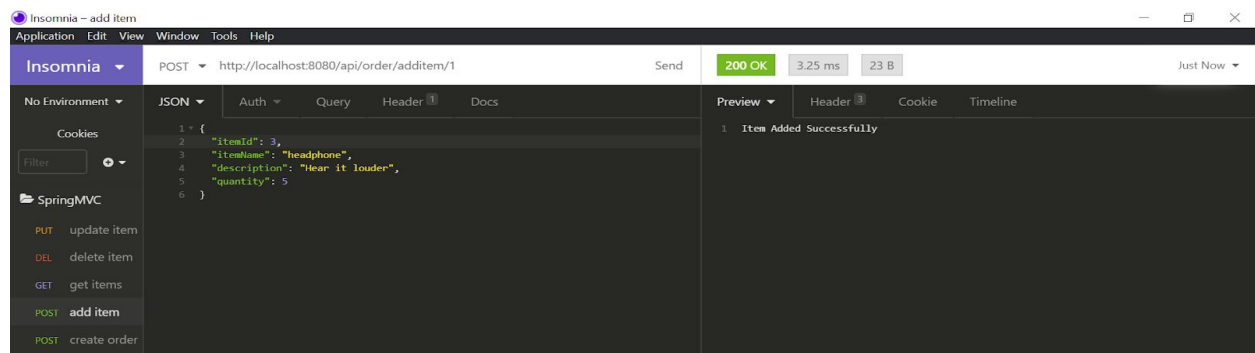 Insomnia – add item
Application Edit View Window Tools Help
Insomnia
POST http://localhost:8080/api/order/additem/1 Send
200 OK 3.25 ms 23 B Just Now
No Environment
Cookies
Filter
SpringMVC
PUT update item
DEL delete item
GET get items
POST add item
POST create order
JSON Auth Query Header 1 Docs
1 {
2 "itemId": 3,
3 "itemName": "headphone",
4 "description": "Hear it louder",
5 "quantity": 5
6 }
Preview Header 3 Cookie Timeline
1 Item Added Successfully